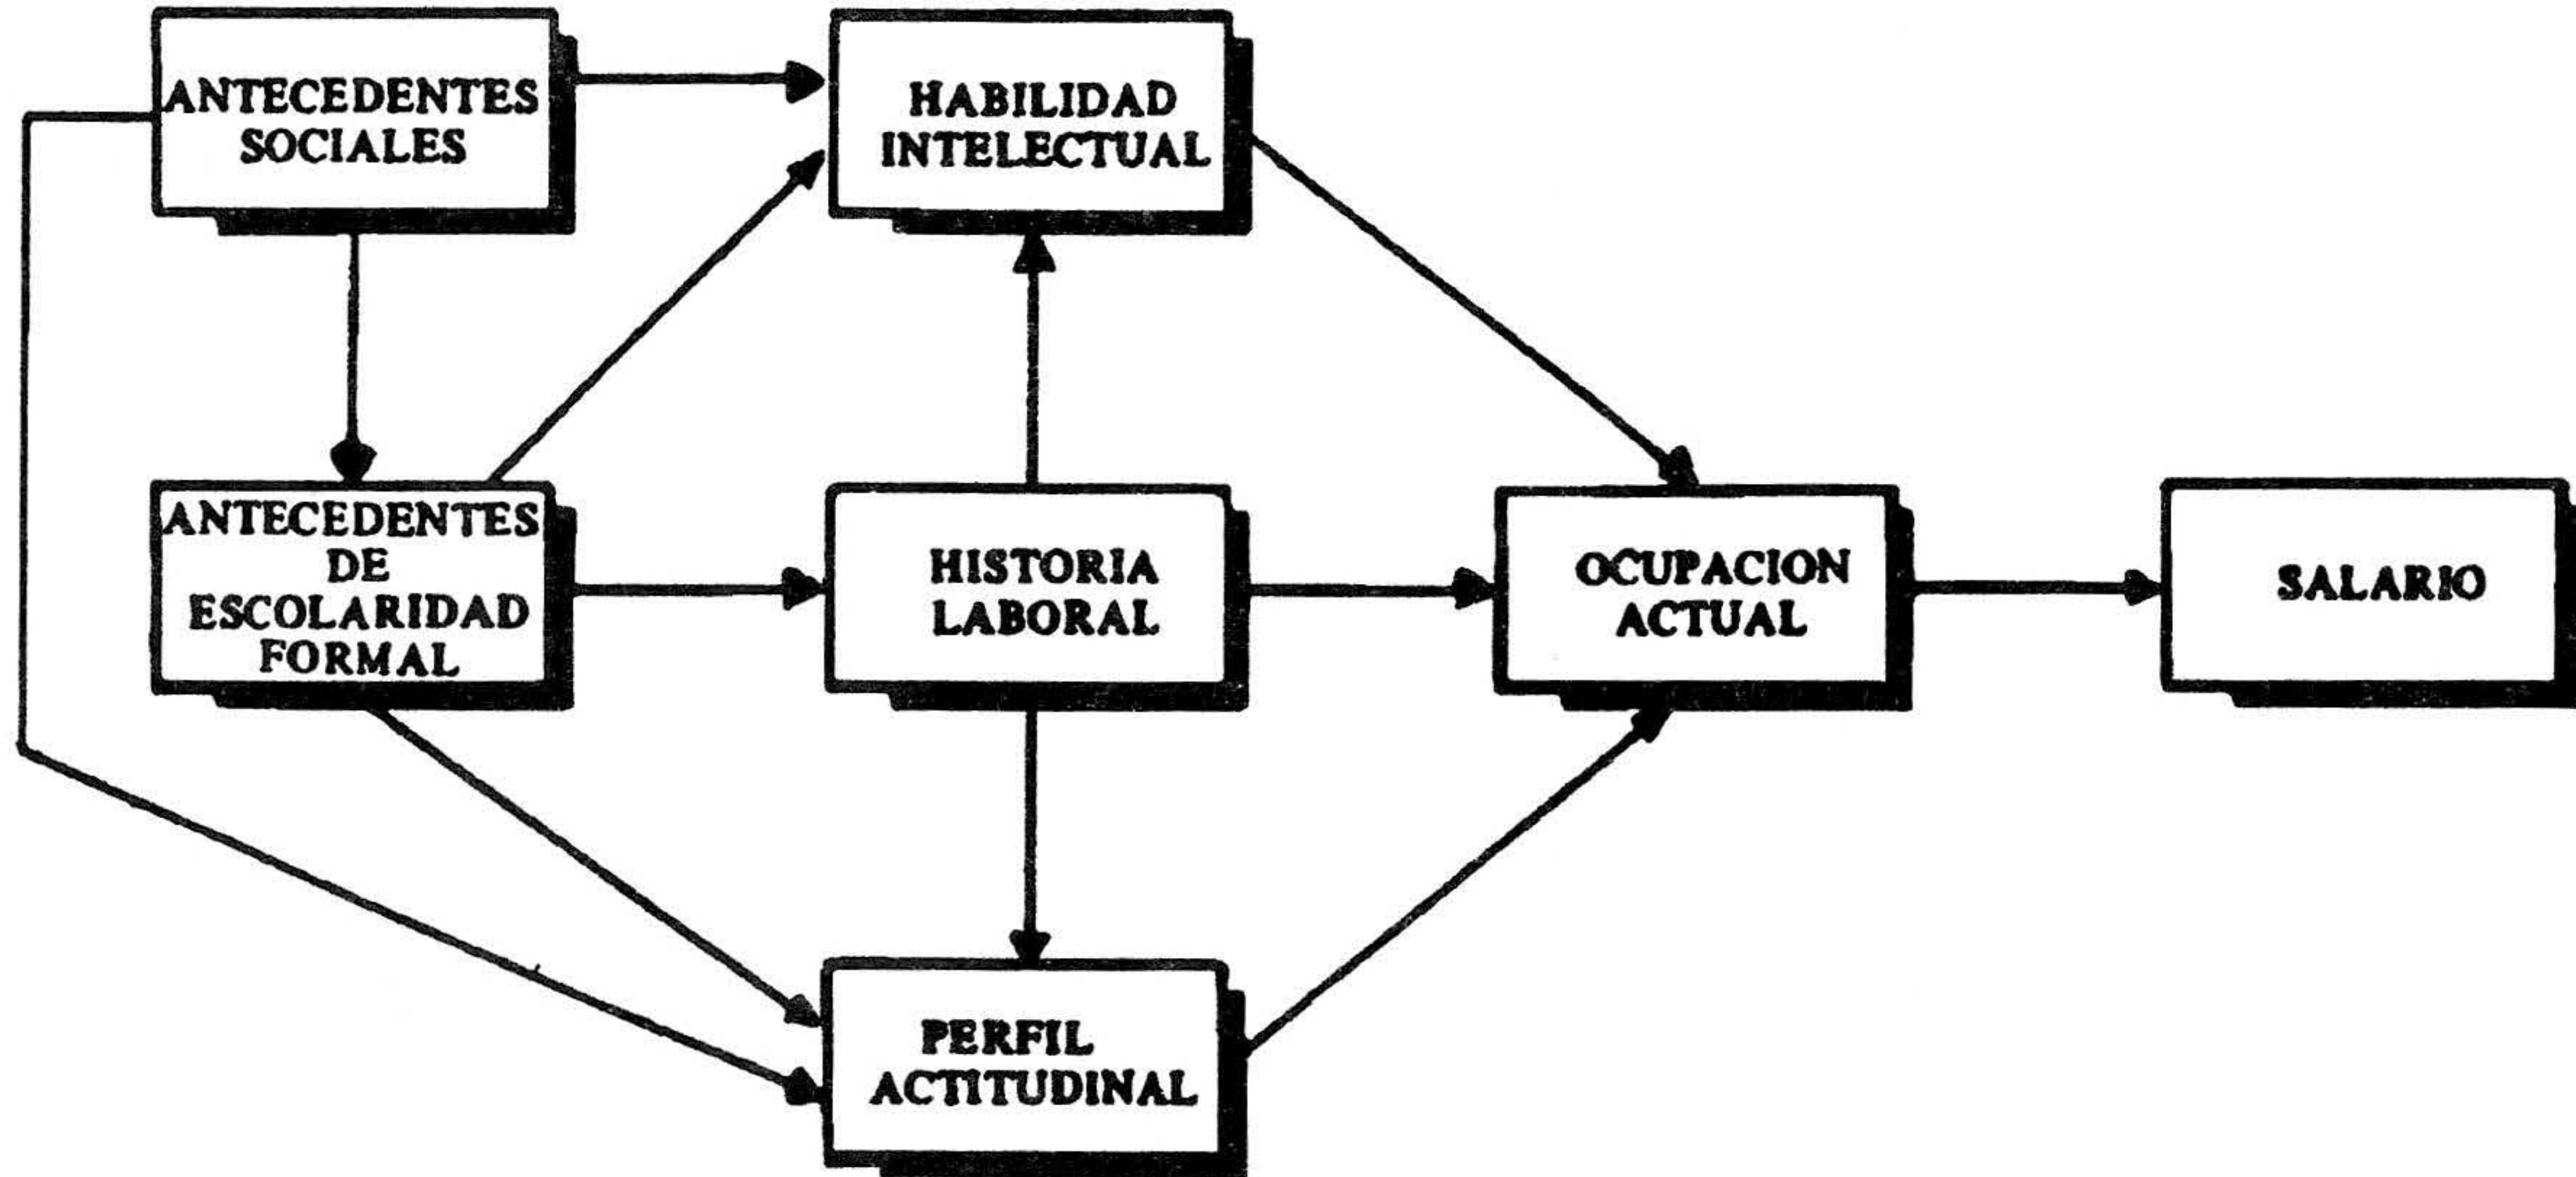 ANTECEDENTES
SOCIALES
HABILIDAD
INTELECTUAL
ANTECEDENTES
DE
ESCOLARIDAD
FORMAL
HISTORIA
LABORAL
OCUPACION
ACTUAL
SALARIO
PERFIL
ACTITUDINAL